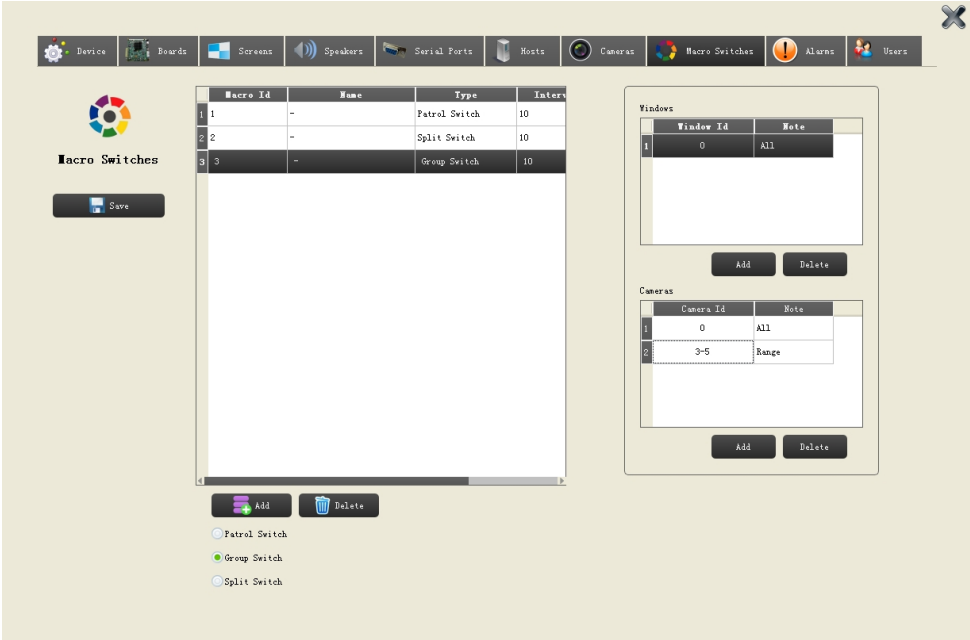 Device Boards Screens Speakers Serial Ports Hosts Cameras Macro Switches Alarms Users
Macro Switches
Save
Macro Id Name Type Interv
1 1 - Patrol Switch 10
2 2 - Split Switch 10
3 3 - Group Switch 10
Add Delete
Patrol Switch
Group Switch
Split Switch
Windows
Window Id Note
1 0 All
Add Delete
Cameras
Camera Id Note
1 0 All
2 3-5 Range
Add Delete